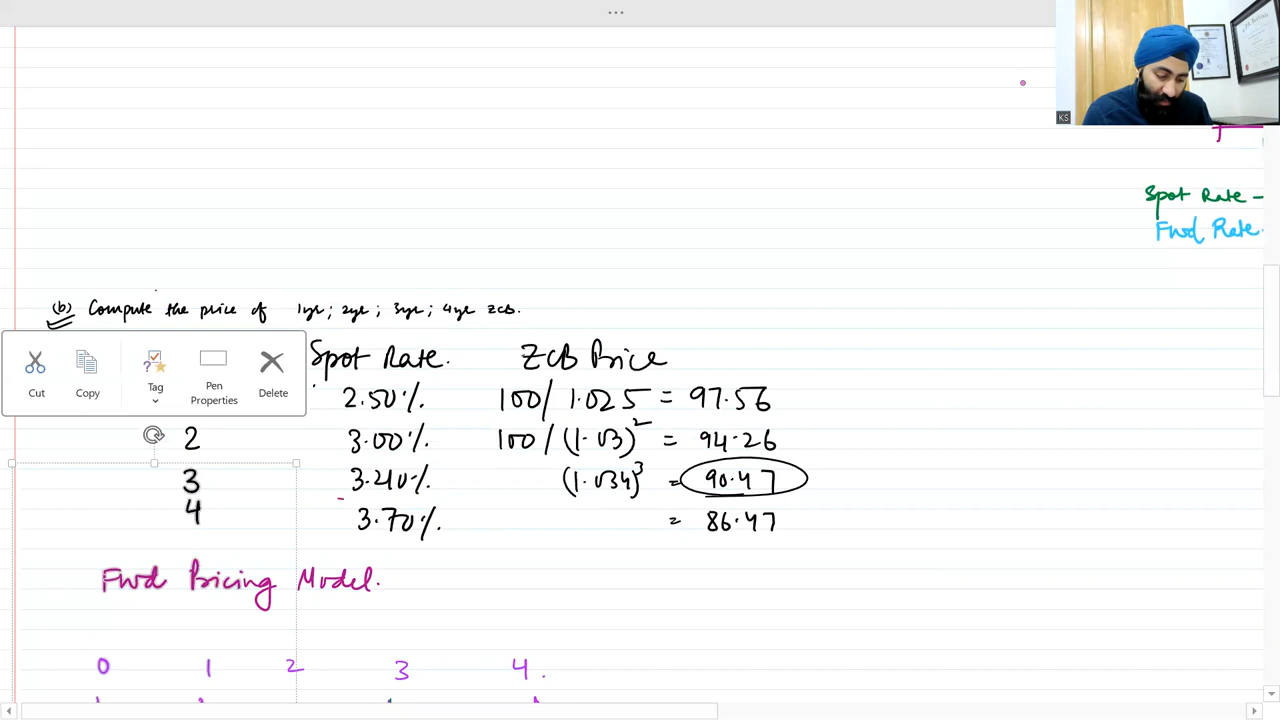 KS
Spot Rate -
Fwd Rate.
(b) Compute the price of 1yr; 2yr; 3yr; 4yr ZCB.
Cut
Copy
Tag
Pen Properties
Delete
Spot Rate. ZCB Price
2.50% 100/ 1.025 = 97.56
2 3.00% 100/(1.03)² = 94.26
3 3.40% (1.034)³ = 90.47
4 3.70% = 86.47
Fwd Pricing Model.
0 1 2 3 4